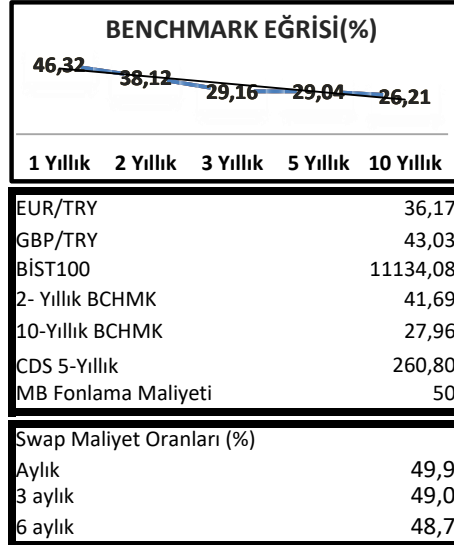 BENCHMARK EĞRİSİ(%)
46,32 38,12 29,16 29,04 26,21
1 Yıllık 2 Yıllık 3 Yıllık 5 Yıllık 10 Yıllık
EUR/TRY 36,17
GBP/TRY 43,03
BİST100 11134,08
2- Yıllık BCHMK 41,69
10-Yıllık BCHMK 27,96
CDS 5-Yıllık 260,80
MB Fonlama Maliyeti 50
Swap Maliyet Oranları (%)
Aylık 49,9
3 aylık 49,0
6 aylık 48,7